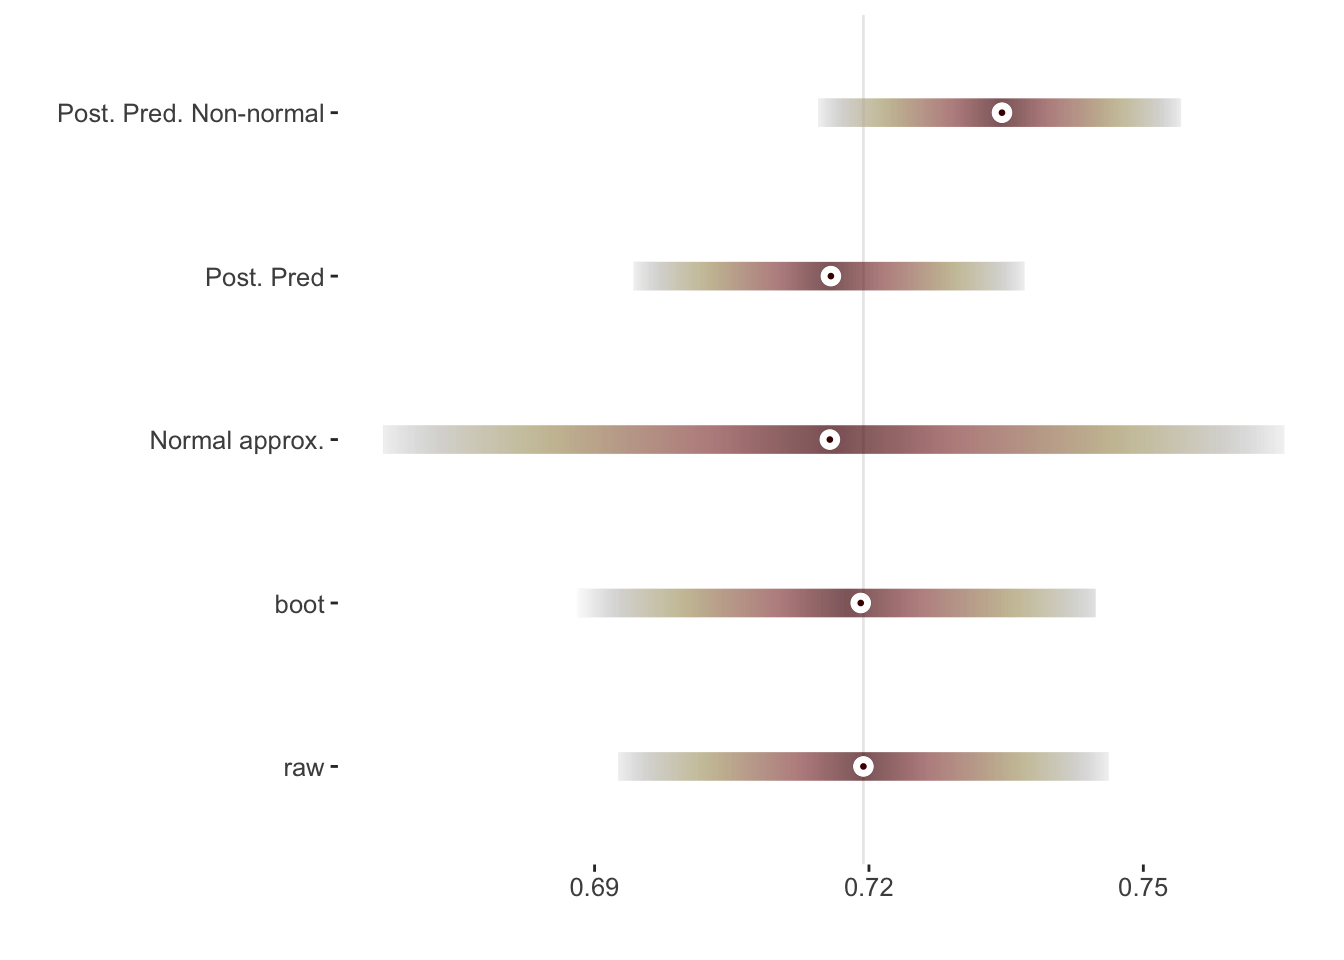 Post. Pred. Non-normal
Post. Pred
Normal approx.
boot
raw
0.69 0.72 0.75